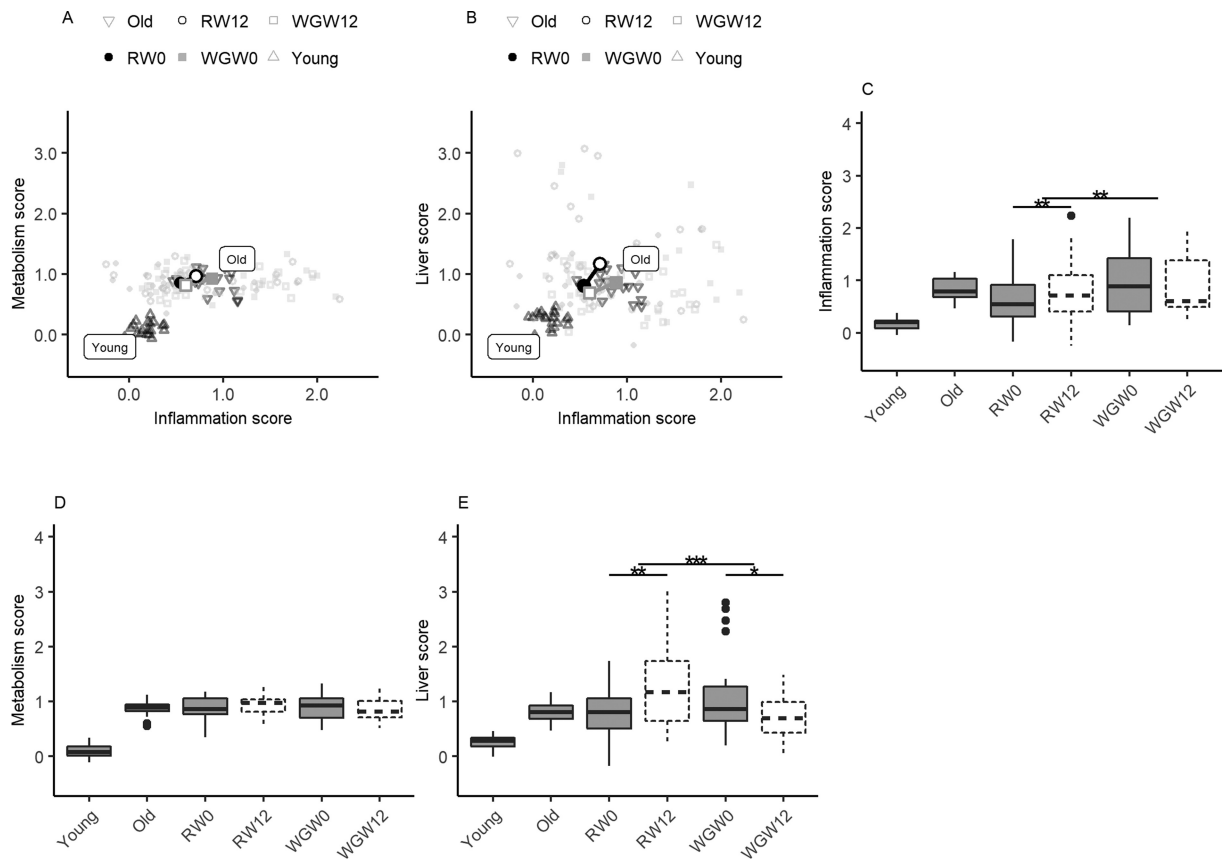 A
Old RW12 WGW12
RW0 WGW0 Young
Metabolism score
3.0
2.0
1.0
0.0
Old
Young
0.0 1.0 2.0
Inflammation score
B
Old RW12 WGW12
RW0 WGW0 Young
Liver score
3.0
2.0
1.0
0.0
Old
Young
0.0 1.0 2.0
Inflammation score
C
Inflammation score
4
3
2
1
0
** **
Young Old RW0 RW12 WGW0 WGW12
D
Metabolism score
4
3
2
1
0
Young Old RW0 RW12 WGW0 WGW12
E
Liver score
4
3
2
1
0
***
** *
Young Old RW0 RW12 WGW0 WGW12